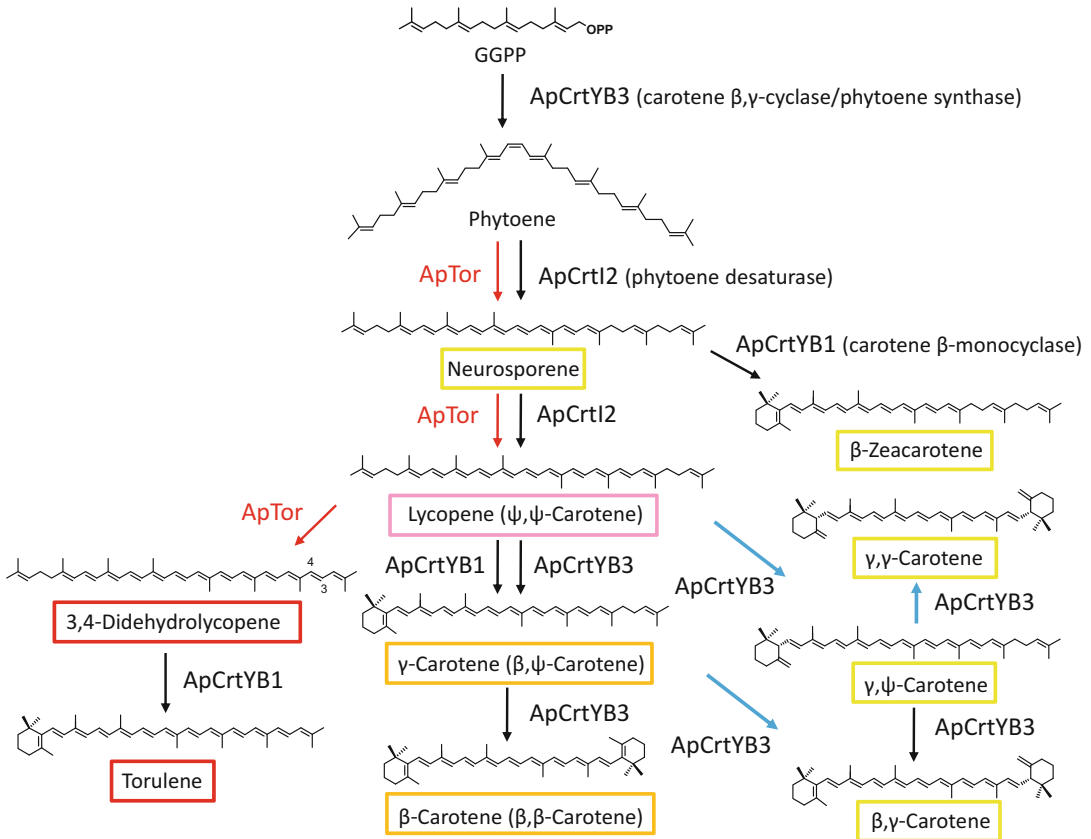 OPP
GGPP
ApCrtYB3 (carotene β,γ-cyclase/phytoene synthase)
Phytoene
ApTor
ApCrtI2 (phytoene desaturase)
ApCrtYB1 (carotene β-monocyclase)
Neurosporene
ApTor
ApCrtI2
β-Zeacarotene
ApTor
Lycopene (ψ,ψ-Carotene)
γ,γ-Carotene
4
3
ApCrtYB1
ApCrtYB3
ApCrtYB3
ApCrtYB3
3,4-Didehydrolycopene
γ-Carotene (β,ψ-Carotene)
γ,ψ-Carotene
ApCrtYB1
ApCrtYB3
ApCrtYB3
ApCrtYB3
Torulene
β-Carotene (β,β-Carotene)
β,γ-Carotene